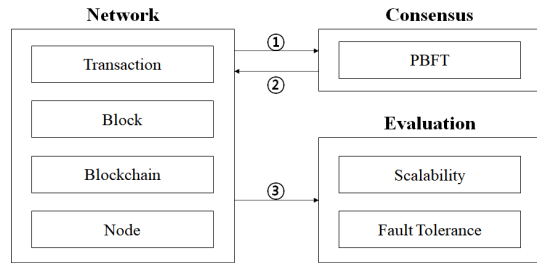 Network
Transaction
Block
Blockchain
Node
①
②
③
Consensus
PBFT
Evaluation
Scalability
Fault Tolerance